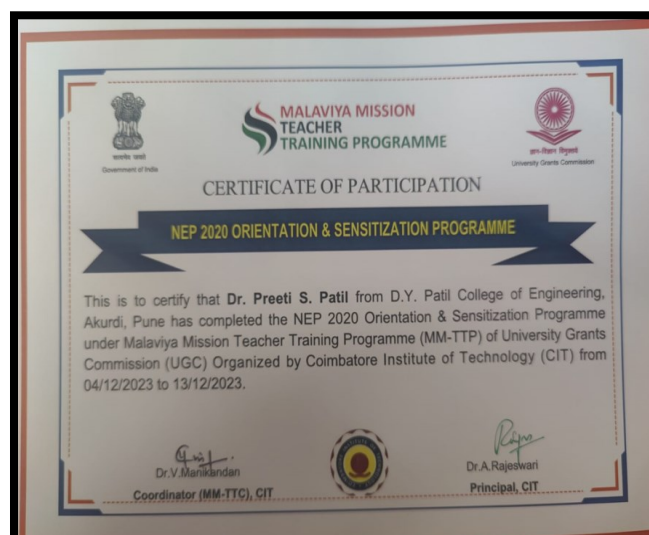 सत्यमेव जयते
Government of India
MALAVIYA MISSION
TEACHER
TRAINING PROGRAMME
ज्ञान-विज्ञान विमुक्तये
University Grants Commission
CERTIFICATE OF PARTICIPATION
NEP 2020 ORIENTATION & SENSITIZATION PROGRAMME
This is to certify that Dr. Preeti S. Patil from D.Y. Patil College of Engineering,
Akurdi, Pune has completed the NEP 2020 Orientation & Sensitization Programme
under Malaviya Mission Teacher Training Programme (MM-TTP) of University Grants
Commission (UGC) Organized by Coimbatore Institute of Technology (CIT) from
04/12/2023 to 13/12/2023.
Dr.V.Manikandan
Coordinator (MM-TTC), CIT
Dr.A.Rajeswari
Principal, CIT